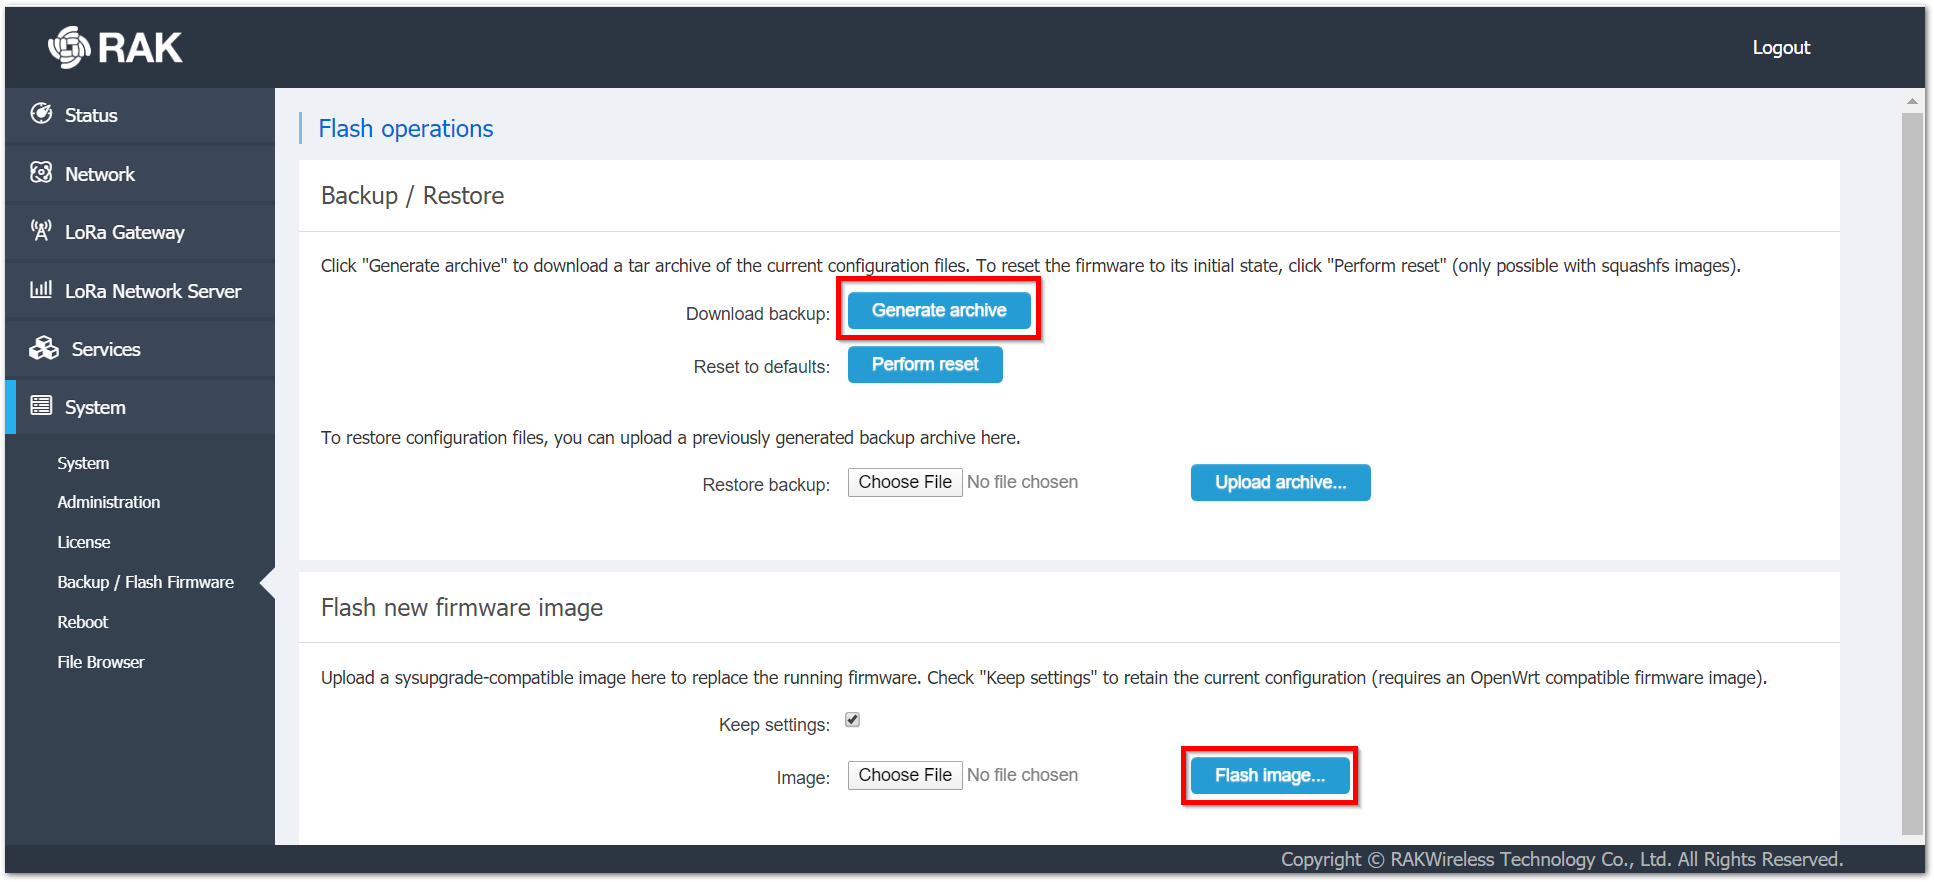 RAK
Logout
Status
Network
LoRa Gateway
LoRa Network Server
Services
System
System
Administration
License
Backup / Flash Firmware
Reboot
File Browser
Flash operations
Backup / Restore
Click "Generate archive" to download a tar archive of the current configuration files. To reset the firmware to its initial state, click "Perform reset" (only possible with squashfs images).
Download backup: Generate archive
Reset to defaults: Perform reset
To restore configuration files, you can upload a previously generated backup archive here.
Restore backup: Choose File No file chosen Upload archive...
Flash new firmware image
Upload a sysupgrade-compatible image here to replace the running firmware. Check "Keep settings" to retain the current configuration (requires an OpenWrt compatible firmware image).
Keep settings:
Image: Choose File No file chosen Flash image...
Copyright © RAKWireless Technology Co., Ltd. All Rights Reserved.